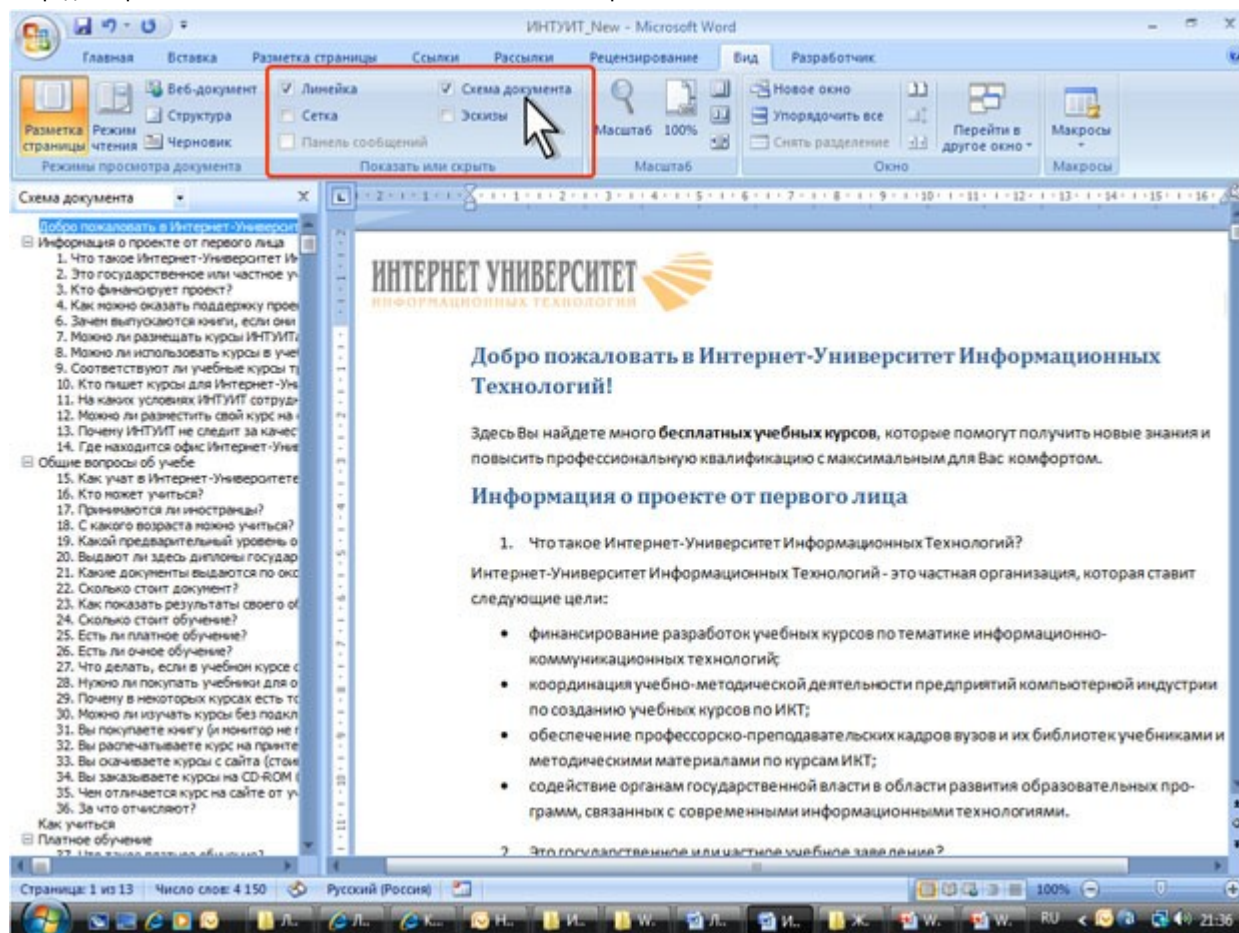 ИНТУИТ_New - Microsoft Word
Главная Вставка Разметка страницы Ссылки Рассылки Рецензирование Вид Разработчик
Разметка страницы
Режим чтения
Веб-документ
Структура
Черновик
Режимы просмотра документа
Линейка
Сетка
Панель сообщений
Схема документа
Эскизы
Показать или скрыть
Масштаб
100%
Масштаб
Новое окно
Упорядочить все
Снять разделение
Перейти в другое окно
Окно
Макросы
Макросы
Схема документа
Добро пожаловать в Интернет-Университ
Информация о проекте от первого лица
1. Что такое Интернет-Университет Ин
2. Это государственное или частное у
3. Кто финансирует проект?
4. Как можно оказать поддержку прое
6. Зачем выпускаются книги, если они
7. Можно ли размещать курсы ИНТУИТ
8. Можно ли использовать курсы в уче
9. Соответствуют ли учебные курсы т
10. Кто пишет курсы для Интернет-Ун
11. На каких условиях ИНТУИТ сотруд
12. Можно ли разместить свой курс на
13. Почему ИНТУИТ не следит за качес
14. Где находится офис Интернет-Унив
Общие вопросы об учебе
15. Как учат в Интернет-Университете
16. Кто может учиться?
17. Принимаются ли иностранцы?
18. С какого возраста можно учиться?
19. Какой предварительный уровень о
20. Выдают ли здесь дипломы государ
21. Какие документы выдаются по око
22. Сколько стоит документ?
23. Как показать результаты своего об
24. Сколько стоит обучение?
25. Есть ли платное обучение?
26. Есть ли очное обучение?
27. Что делать, если в учебном курсе о
28. Нужно ли покупать учебники для о
29. Почему в некоторых курсах есть то
30. Можно ли изучать курсы без подкл
31. Вы покупаете книгу (и монитор не п
32. Вы распечатываете курс на принте
33. Вы скачиваете курсы с сайта (стои
34. Вы заказываете курсы на CD-ROM (
35. Чем отличается курс на сайте от у
36. За что отчисляют?
Как учиться
Платное обучение
37. Что такое платное обучение?
ИНТЕРНЕТ УНИВЕРСИТЕТ
ИНФОРМАЦИОННЫХ ТЕХНОЛОГИЙ
Добро пожаловать в Интернет-Университет Информационных
Технологий!
Здесь Вы найдете много бесплатных учебных курсов, которые помогут получить новые знания и
повысить профессиональную квалификацию с максимальным для Вас комфортом.
Информация о проекте от первого лица
1. Что такое Интернет-Университет Информационных Технологий?
Интернет-Университет Информационных Технологий - это частная организация, которая ставит
следующие цели:
• финансирование разработок учебных курсов по тематике информационно-
коммуникационных технологий;
• координация учебно-методической деятельности предприятий компьютерной индустрии
по созданию учебных курсов по ИКТ;
• обеспечение профессорско-преподавательских кадров вузов и их библиотек учебниками и
методическими материалами по курсам ИКТ;
• содействие органам государственной власти в области развития образовательных про-
грамм, связанных с современными информационными технологиями.
2. Это государственное или частное учебное заведение?
Страница: 1 из 13 Число слов: 4 150 Русский (Россия) 100%
Л.. Л.. К... Н.. И.. W.. Л.. И.. Ж.. W.. W.. RU 21:36